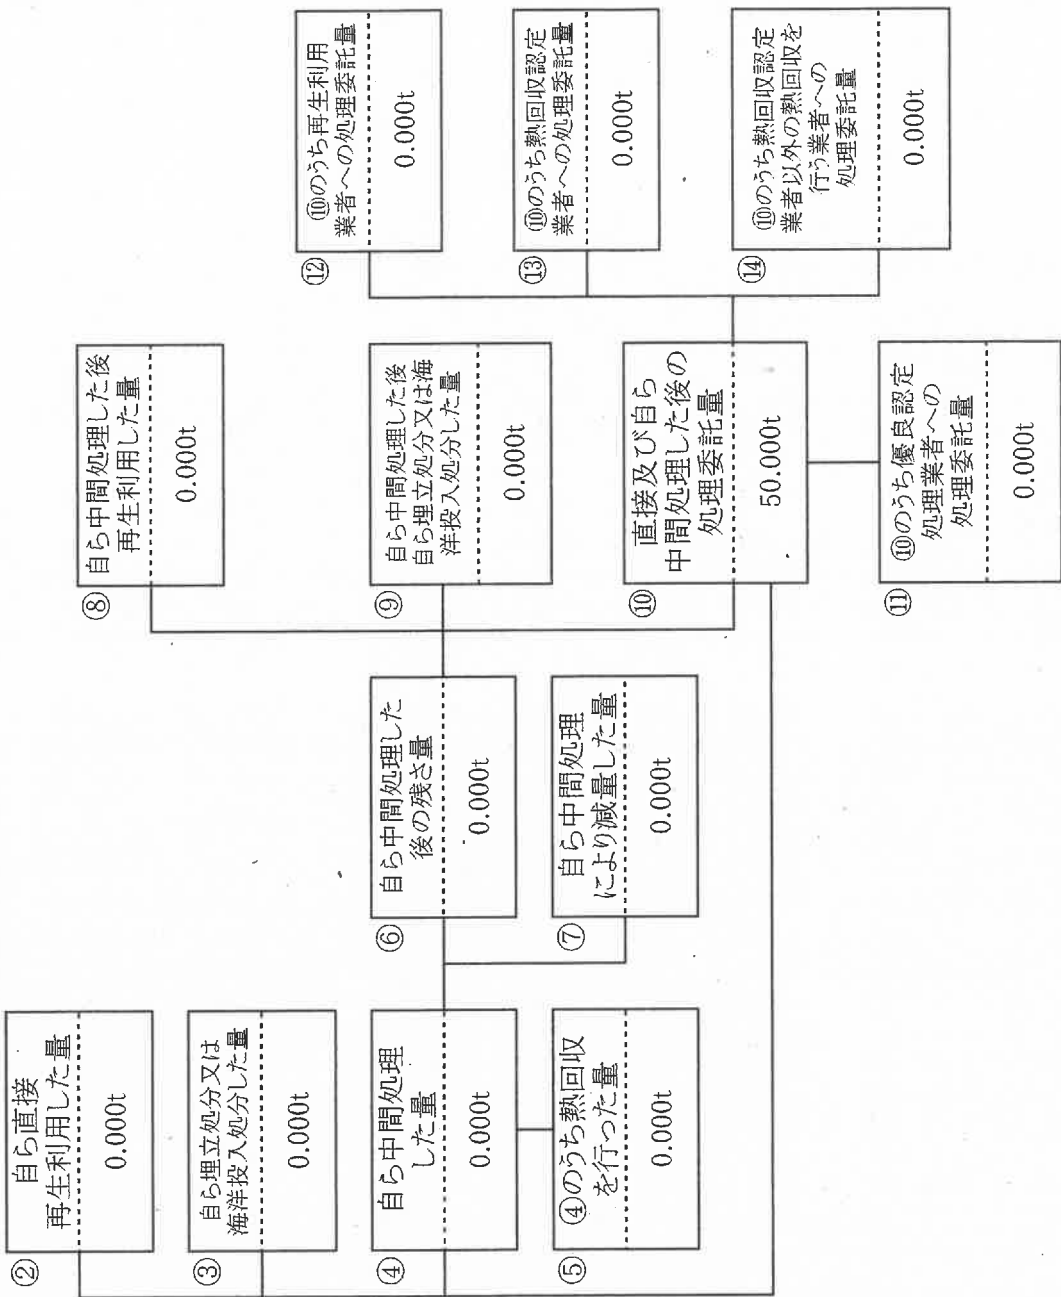 ②
自ら直接
再生利用した量
0.000t
③
自ら埋立処分又は
海洋投入処分した量
0.000t
④
自ら中間処理
した量
0.000t
⑤
④のうち熱回収
を行った量
0.000t
⑥
自ら中間処理した
後の残さ量
0.000t
⑦
自ら中間処理
により減量した量
0.000t
⑧
自ら中間処理した後
再生利用した量
0.000t
⑨
自ら中間処理した後
自ら埋立処分又は海
洋投入処分した量
0.000t
⑩
直接及び自ら
中間処理した後の
処理委託量
50.000t
⑪
⑩のうち優良認定
処理業者への
処理委託量
0.000t
⑫
⑩のうち再生利用
業者への処理委託量
0.000t
⑬
⑩のうち熱回収認定
業者への処理委託量
0.000t
⑭
⑩のうち熱回収認定
業者以外の熱回収を
行う業者への
処理委託量
0.000t